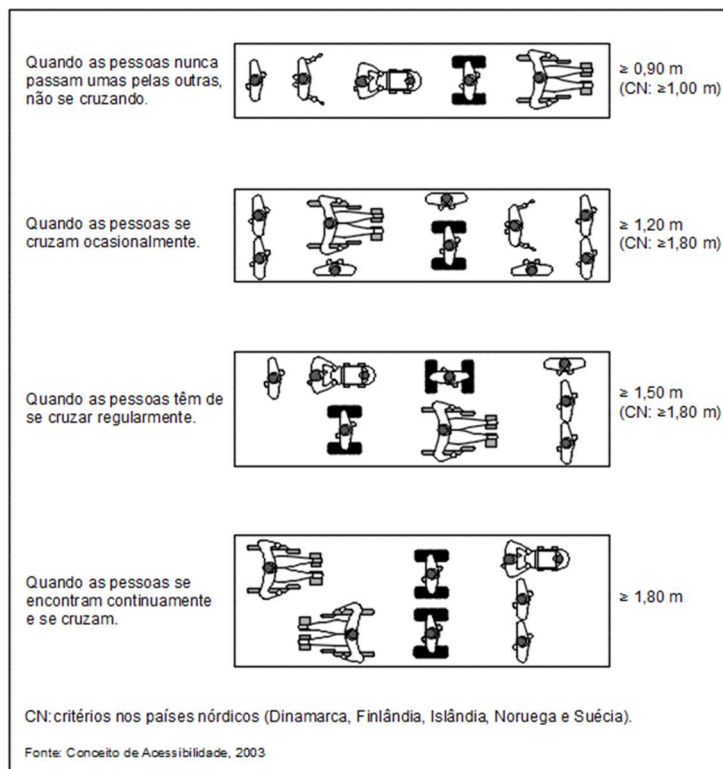 Quando as pessoas nunca
passam umas pelas outras,
não se cruzando.
≥ 0,90 m
(CN: ≥1,00 m)
Quando as pessoas se
cruzam ocasionalmente.
≥ 1,20 m
(CN: ≥1,80 m)
Quando as pessoas têm de
se cruzar regularmente.
≥ 1,50 m
(CN: ≥1,80 m)
Quando as pessoas se
encontram continuamente
e se cruzam.
≥ 1,80 m
CN:critérios nos países nórdicos (Dinamarca, Finlândia, Islândia, Noruega e Suécia).
Fonte: Conceito de Acessibilidade, 2003